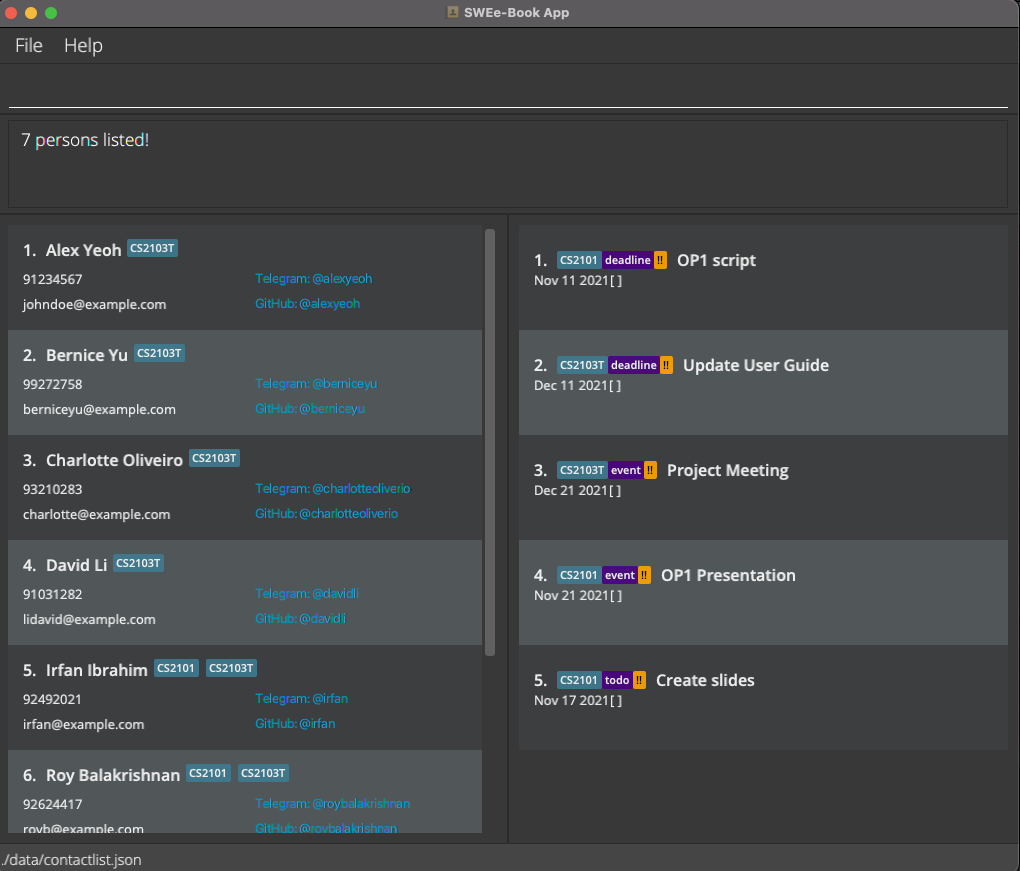 SWEe-Book App
File Help
7 persons listed!
1. Alex Yeoh CS2103T
91234567 Telegram: @alexyeoh
johndoe@example.com GitHub: @alexyeoh
2. Bernice Yu CS2103T
99272758 Telegram: @berniceyu
berniceyu@example.com GitHub: @berniceyu
3. Charlotte Oliveiro CS2103T
93210283 Telegram: @charlotteoliverio
charlotte@example.com GitHub: @charlotteoliverio
4. David Li CS2103T
91031282 Telegram: @davidli
lidavid@example.com GitHub: @davidli
5. Irfan Ibrahim CS2101 CS2103T
92492021 Telegram: @irfan
irfan@example.com GitHub: @irfan
6. Roy Balakrishnan CS2101 CS2103T
92624417 Telegram: @roybalakrishnan
royb@example.com GitHub: @roybalakrishnan
1. CS2101 deadline !! OP1 script
Nov 11 2021[ ]
2. CS2103T deadline !! Update User Guide
Dec 11 2021[ ]
3. CS2103T event !! Project Meeting
Dec 21 2021[ ]
4. CS2101 event !! OP1 Presentation
Nov 21 2021[ ]
5. CS2101 todo !! Create slides
Nov 17 2021[ ]
./data/contactlist.json